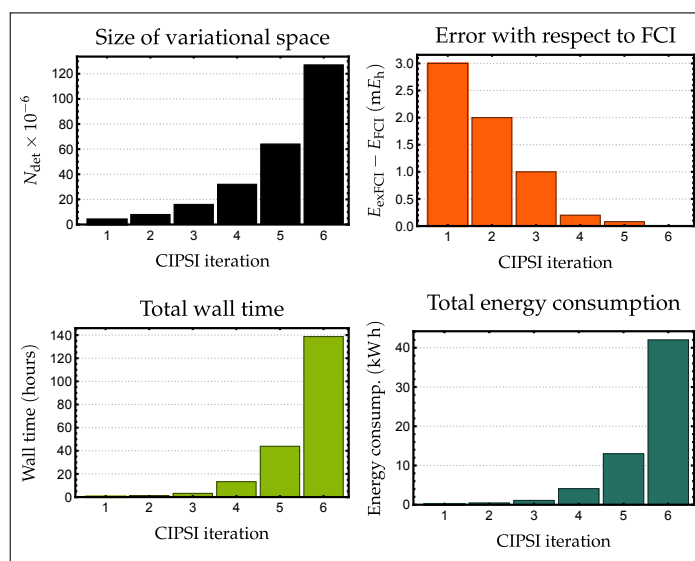 Size of variational space
120
100
80
60
40
20
0
N_det × 10^−6
1 2 3 4 5 6
CIPSI iteration
Error with respect to FCI
3.0
2.5
2.0
1.5
1.0
0.5
0.0
E_exFCI − E_FCI (mE_h)
1 2 3 4 5 6
CIPSI iteration
Total wall time
140
120
100
80
60
40
20
0
Wall time (hours)
1 2 3 4 5 6
CIPSI iteration
Total energy consumption
40
30
20
10
0
Energy consump. (kW h)
1 2 3 4 5 6
CIPSI iteration